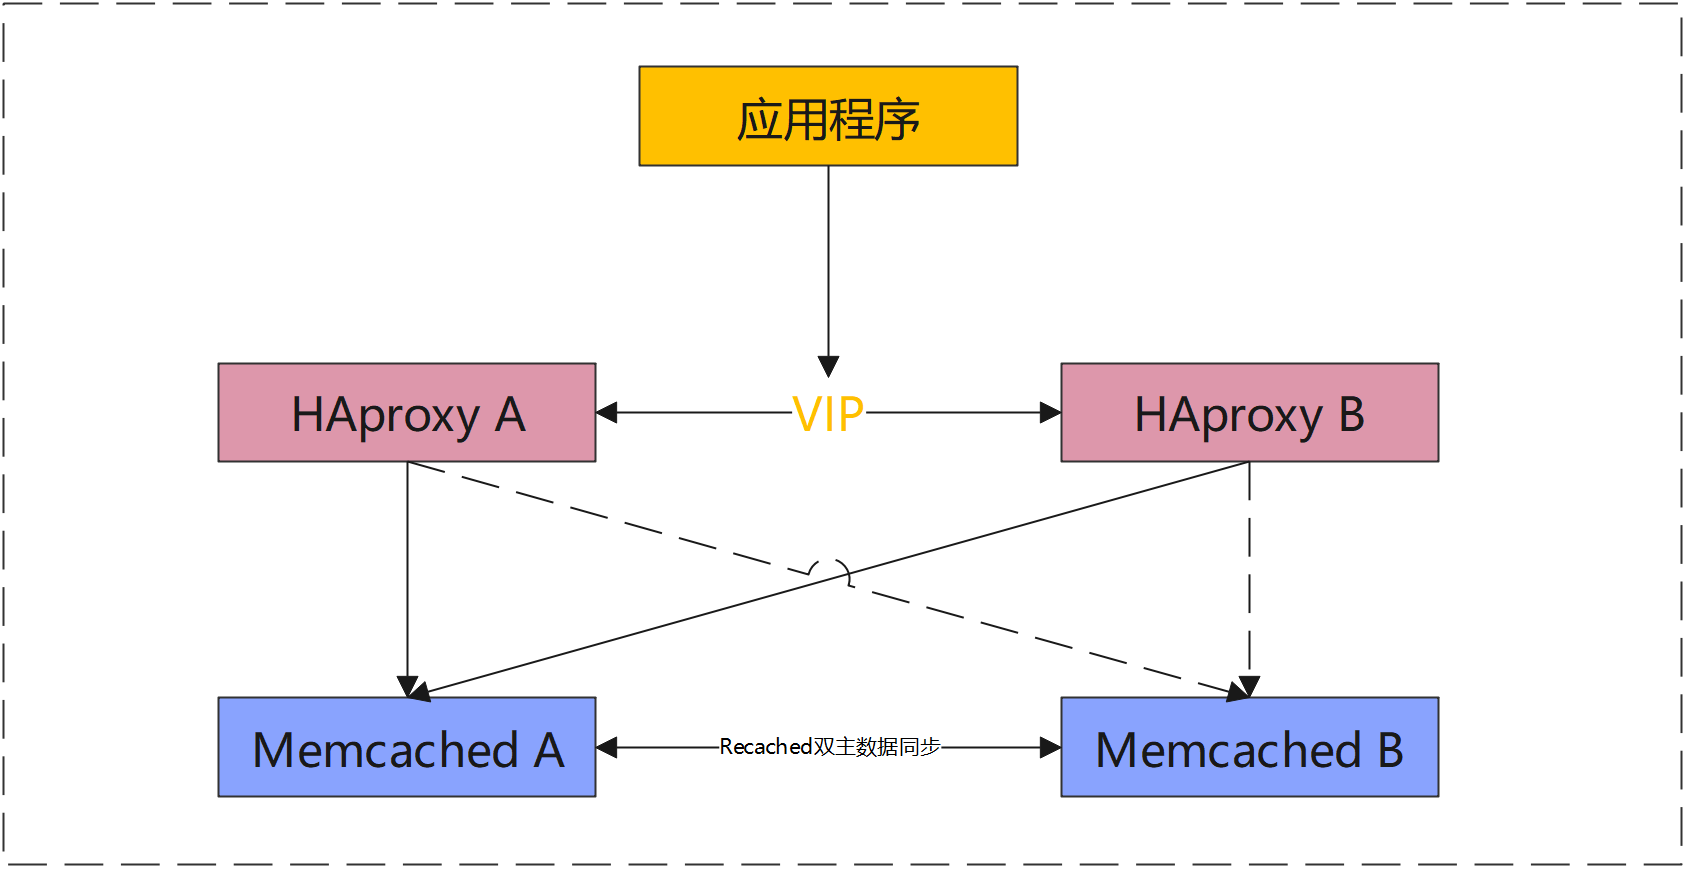 应用程序
HAproxy A
VIP
HAproxy B
Memcached A
Recached双主数据同步
Memcached B